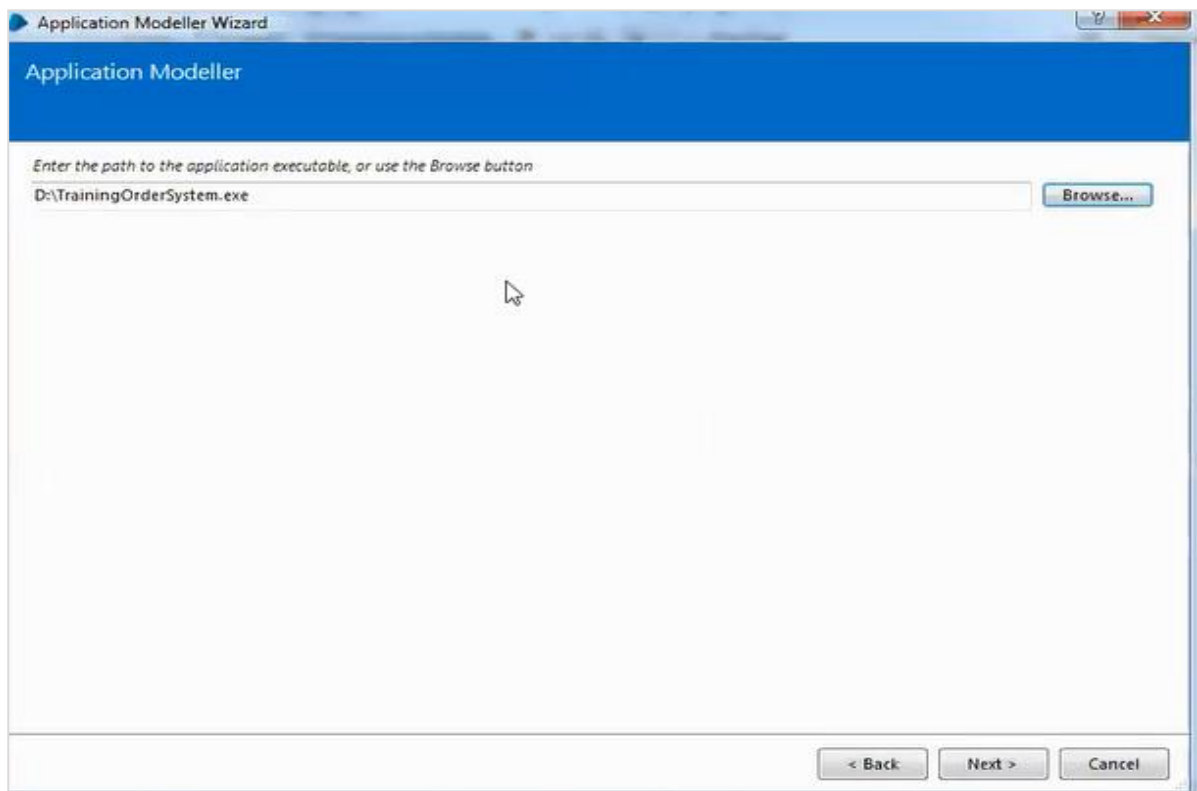 Application Modeller Wizard
Application Modeller
Enter the path to the application executable, or use the Browse button
D:\TrainingOrderSystem.exe
Browse...
< Back
Next >
Cancel